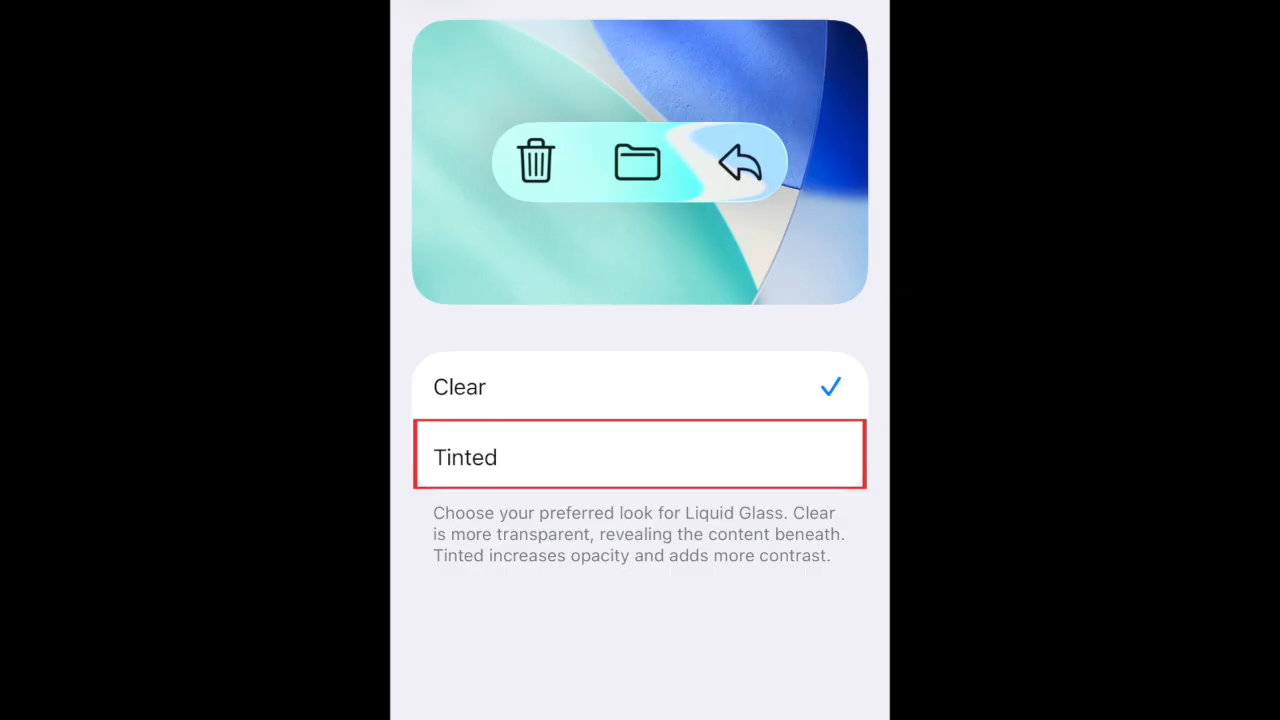 Clear
Tinted
Choose your preferred look for Liquid Glass. Clear
is more transparent, revealing the content beneath.
Tinted increases opacity and adds more contrast.